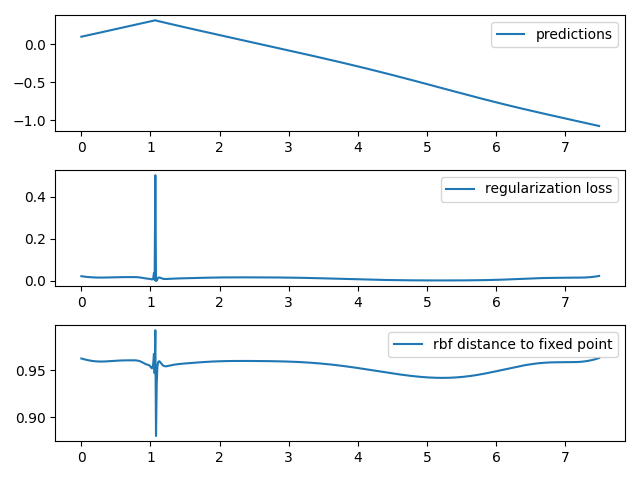 predictions
0.0
−0.5
−1.0
0 1 2 3 4 5 6 7
regularization loss
0.4
0.2
0.0
0 1 2 3 4 5 6 7
rbf distance to fixed point
0.95
0.90
0 1 2 3 4 5 6 7